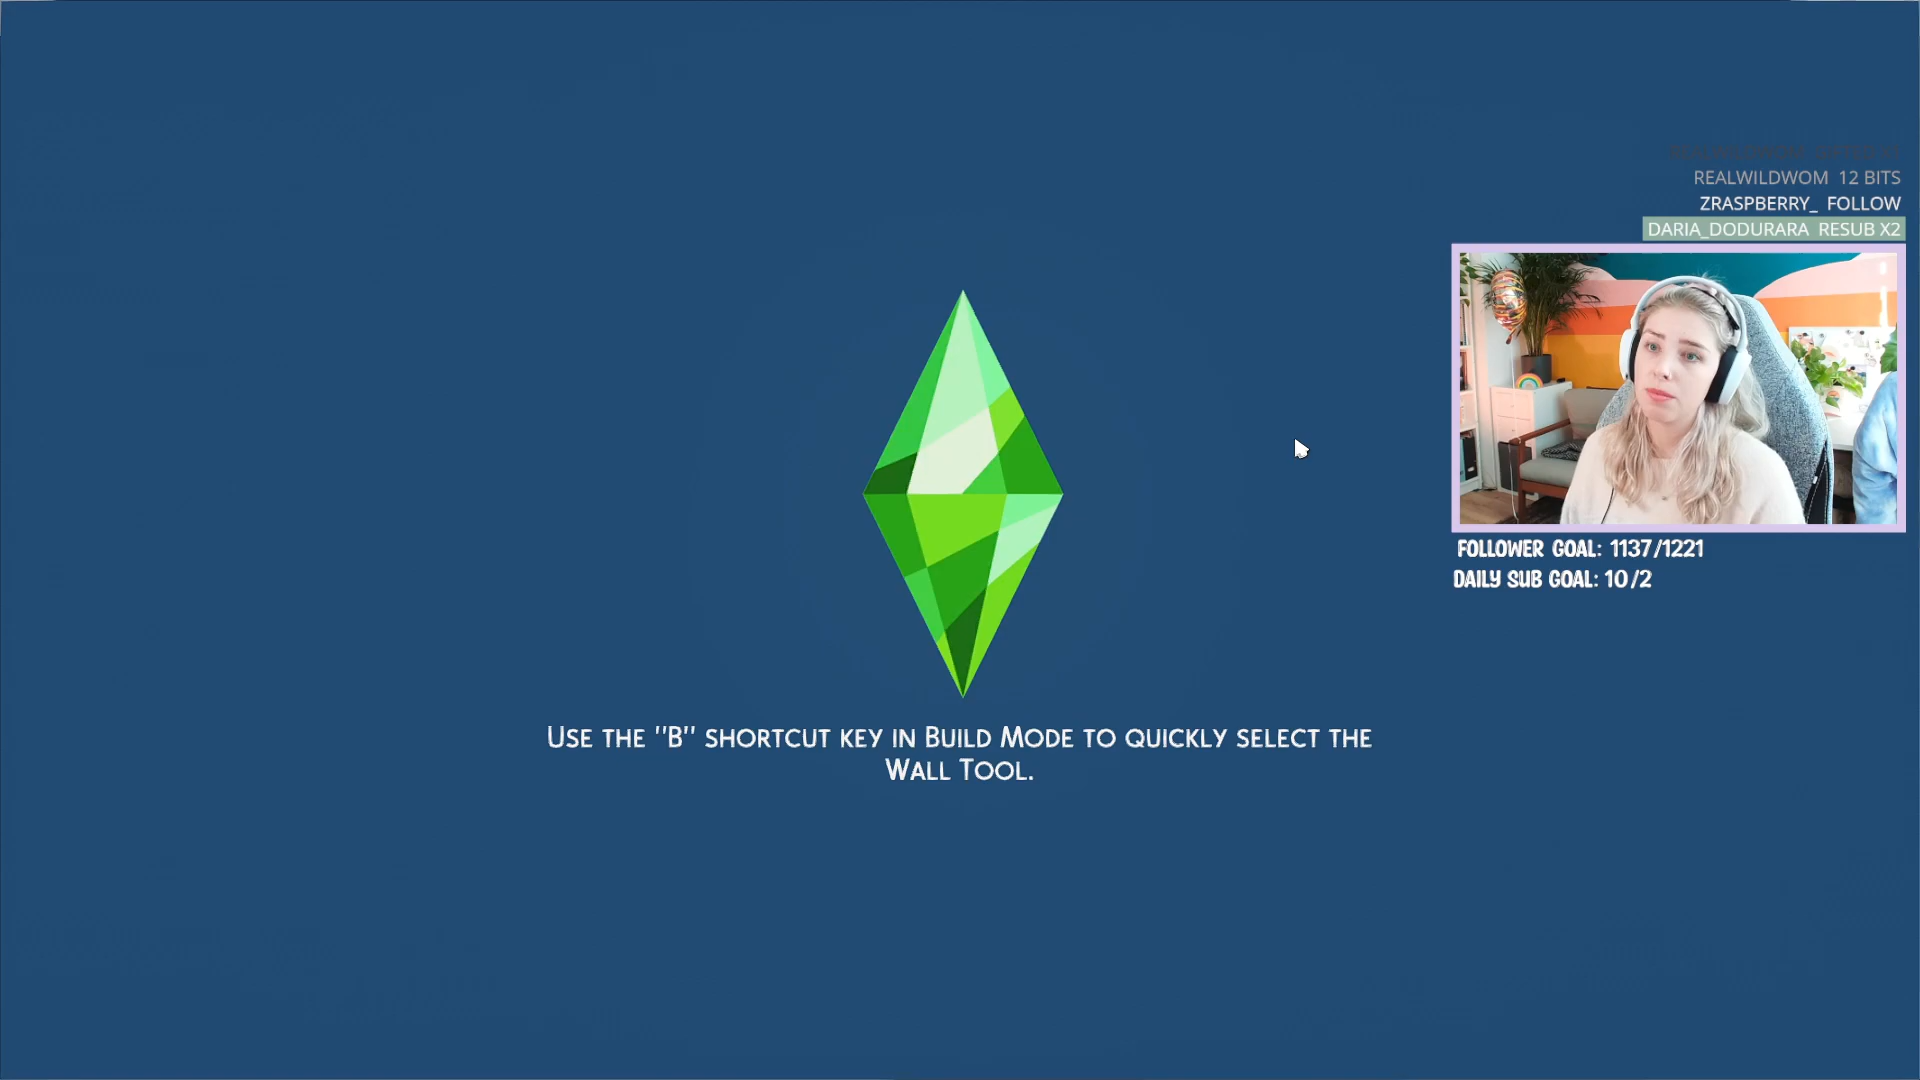 REALWILDWOM 12 BITS
ZRASPBERRY_ FOLLOW
DARIA_DODURARA RESUB X2
FOLLOWER GOAL: 1137/1221
DAILY SUB GOAL: 10/2
USE THE "B" SHORTCUT KEY IN BUILD MODE TO QUICKLY SELECT THE
WALL TOOL.